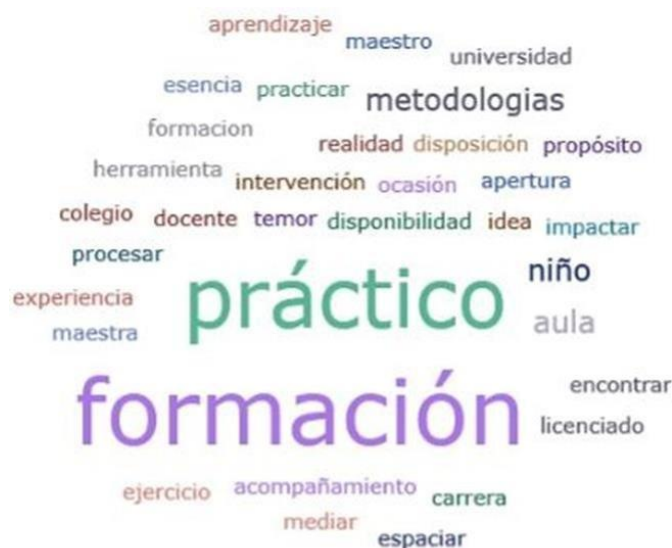 aprendizaje
maestro
universidad
esencia practicar metodologias
formacion
realidad disposición propósito
herramienta
intervención ocasión apertura
colegio docente temor disponibilidad idea impactar
procesar
niño
experiencia práctico
maestra aula
formación
encontrar
licenciado
ejercicio acompañamiento carrera
mediar
espaciar